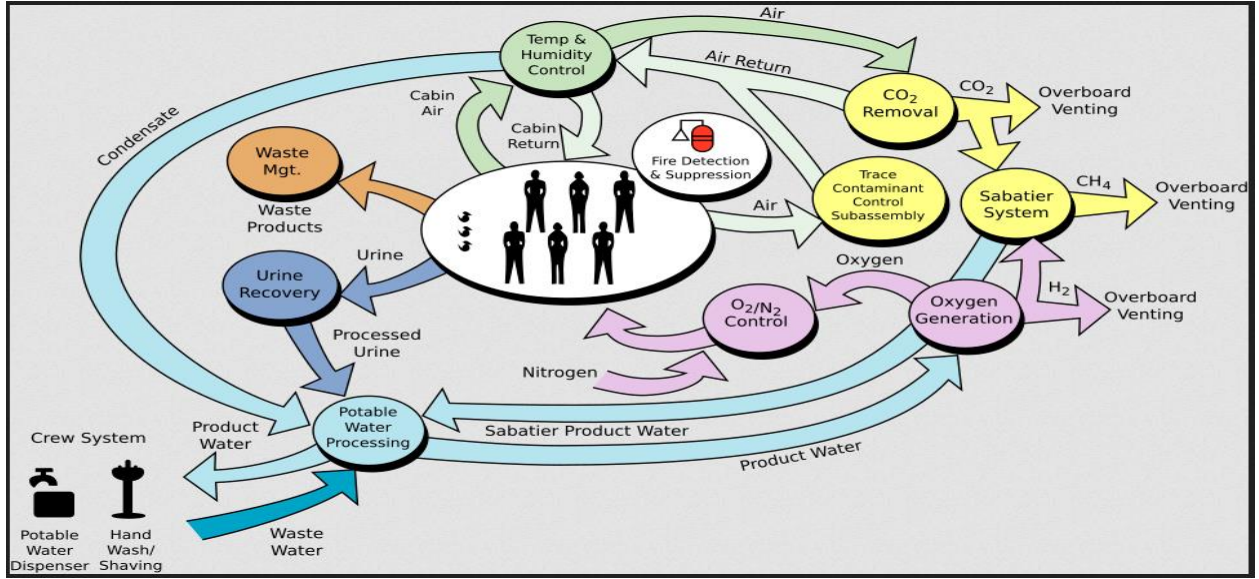 Air
Temp &
Humidity
Control
Air Return
CO₂
Removal
CO₂
Overboard
Venting
Cabin
Air
Cabin
Return
Condensate
Waste
Mgt.
Fire Detection
& Suppression
Trace
Contaminant
Control
Subassembly
Sabatier
System
CH₄
Overboard
Venting
Waste
Products
Air
Urine
Urine
Recovery
Oxygen
O₂/N₂
Control
Oxygen
Generation
H₂
Overboard
Venting
Processed
Urine
Nitrogen
Potable
Water
Processing
Sabatier Product Water
Product Water
Product
Water
Crew System
Potable
Water
Dispenser
Hand
Wash/
Shaving
Waste
Water